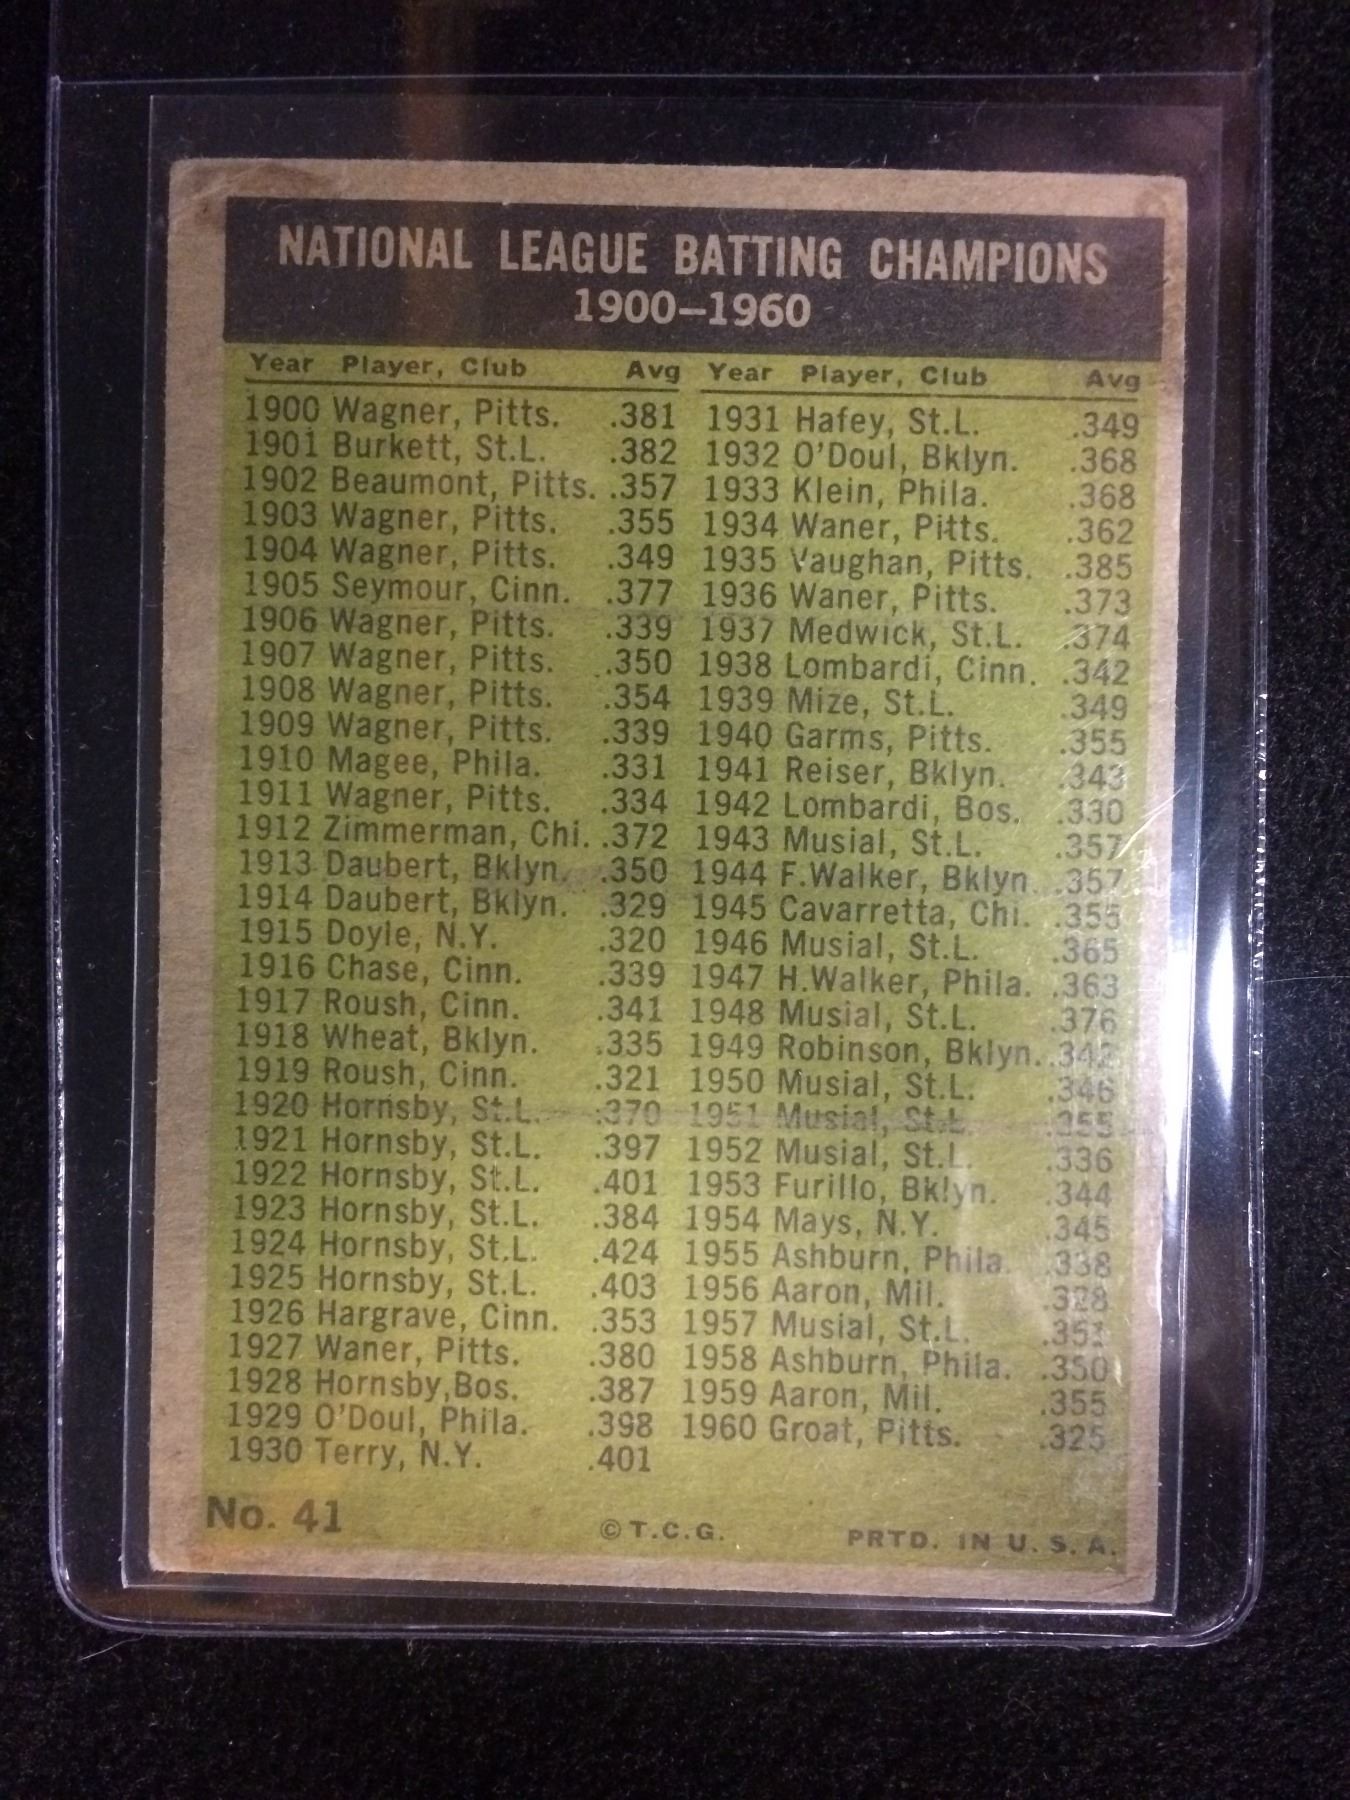 NATIONAL LEAGUE BATTING CHAMPIONS
1900–1960
Year Player, Club Avg
1900 Wagner, Pitts. .381
1901 Burkett, St.L. .382
1902 Beaumont, Pitts. .357
1903 Wagner, Pitts. .355
1904 Wagner, Pitts. .349
1905 Seymour, Cinn. .377
1906 Wagner, Pitts. .339
1907 Wagner, Pitts. .350
1908 Wagner, Pitts. .354
1909 Wagner, Pitts. .339
1910 Magee, Phila. .331
1911 Wagner, Pitts. .334
1912 Zimmerman, Chi. .372
1913 Daubert, Bklyn. .350
1914 Daubert, Bklyn. .329
1915 Doyle, N.Y. .320
1916 Chase, Cinn. .339
1917 Roush, Cinn. .341
1918 Wheat, Bklyn. .335
1919 Roush, Cinn. .321
1920 Hornsby, St.L. .370
1921 Hornsby, St.L. .397
1922 Hornsby, St.L. .401
1923 Hornsby, St.L. .384
1924 Hornsby, St.L. .424
1925 Hornsby, St.L. .403
1926 Hargrave, Cinn. .353
1927 Waner, Pitts. .380
1928 Hornsby,Bos. .387
1929 O'Doul, Phila. .398
1930 Terry, N.Y. .401
Year Player, Club Avg
1931 Hafey, St.L. .349
1932 O'Doul, Bklyn. .368
1933 Klein, Phila. .368
1934 Waner, Pitts. .362
1935 Vaughan, Pitts. .385
1936 Waner, Pitts. .373
1937 Medwick, St.L. .374
1938 Lombardi, Cinn. .342
1939 Mize, St.L. .349
1940 Garms, Pitts. .355
1941 Reiser, Bklyn. .343
1942 Lombardi, Bos. .330
1943 Musial, St.L. .357
1944 F.Walker, Bklyn. .357
1945 Cavarretta, Chi. .355
1946 Musial, St.L. .365
1947 H.Walker, Phila. .363
1948 Musial, St.L. .376
1949 Robinson, Bklyn. .342
1950 Musial, St.L. .346
1951 Musial, St.L. .355
1952 Musial, St.L. .336
1953 Furillo, Bklyn. .344
1954 Mays, N.Y. .345
1955 Ashburn, Phila. .338
1956 Aaron, Mil. .328
1957 Musial, St.L. .351
1958 Ashburn, Phila. .350
1959 Aaron, Mil. .355
1960 Groat, Pitts. .325
No. 41
© T.C.G.
PRTD. IN U.S.A.